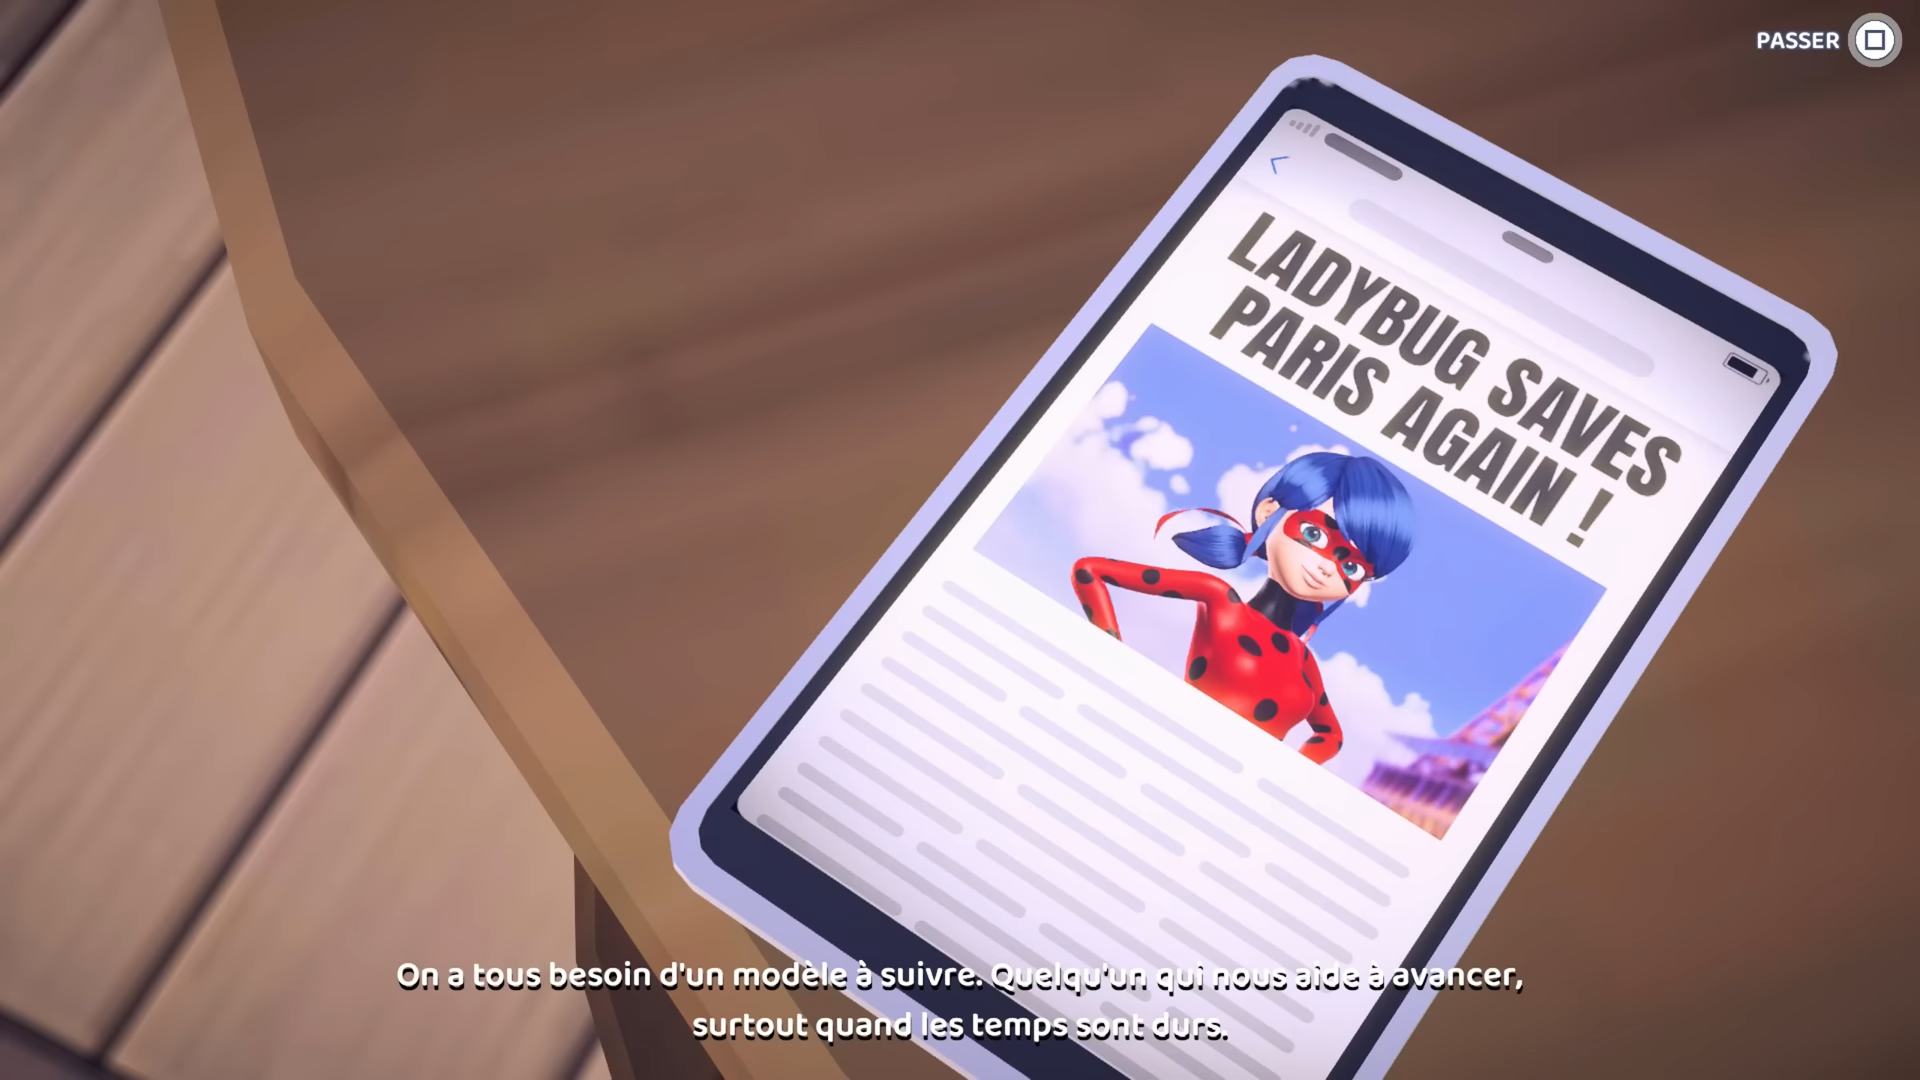 PASSER
LADYBUG SAVES
PARIS AGAIN !
On a tous besoin d'un modèle à suivre. Quelqu'un qui nous aide à avancer,
surtout quand les temps sont durs.